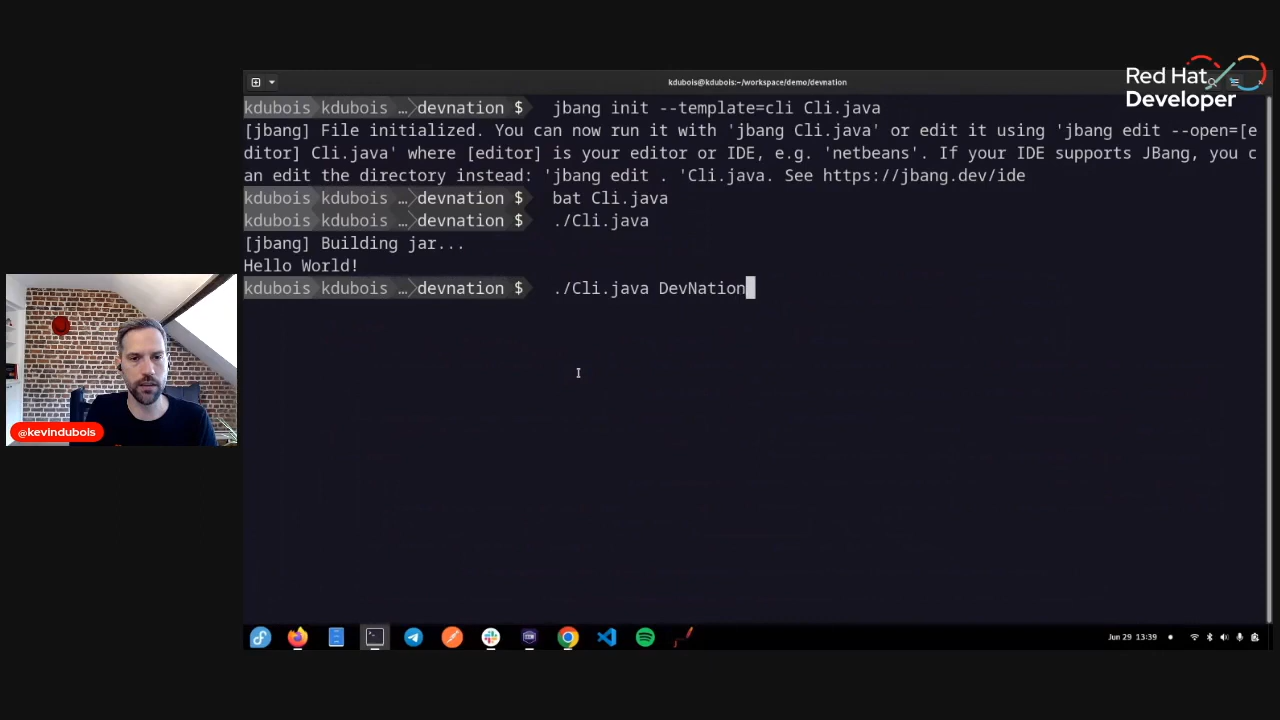 kdubois@kdubois:~/workspace/demo/devnation
Red Hat
Developer
kdubois kdubois …devnation $ jbang init --template=cli Cli.java
[jbang] File initialized. You can now run it with 'jbang Cli.java' or edit it using 'jbang edit --open=[e
ditor] Cli.java' where [editor] is your editor or IDE, e.g. 'netbeans'. If your IDE supports JBang, you c
an edit the directory instead: 'jbang edit . 'Cli.java. See https://jbang.dev/ide
kdubois kdubois …devnation $ bat Cli.java
kdubois kdubois …devnation $ ./Cli.java
[jbang] Building jar...
Hello World!
kdubois kdubois …devnation $ ./Cli.java DevNation
@kevindubois
Jun 29 13:39